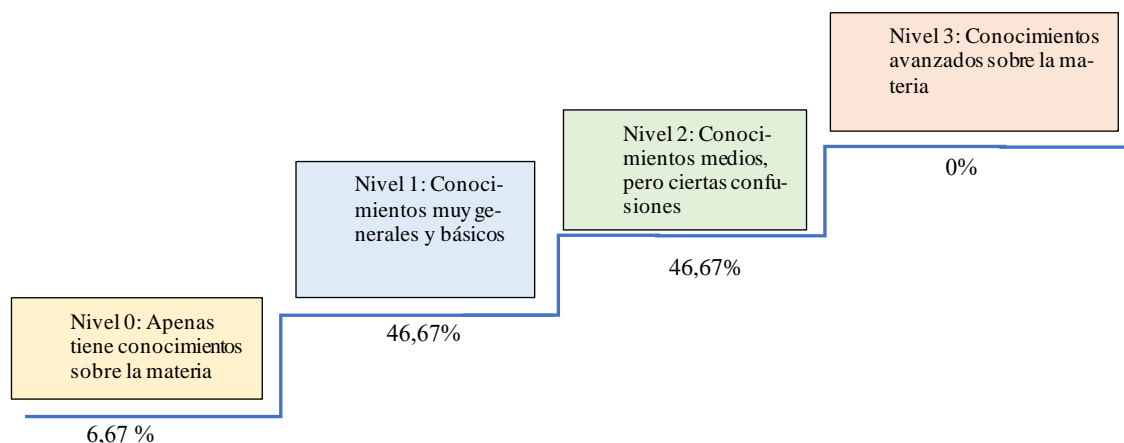 Nivel 0: Apenas
tiene conocimientos
sobre la materia
6,67 %
Nivel 1: Conoci-
mientos muy ge-
nerales y básicos
46,67%
Nivel 2: Conoci-
mientos medios,
pero ciertas confu-
siones
46,67%
Nivel 3: Conocimientos
avanzados sobre la ma-
teria
0%